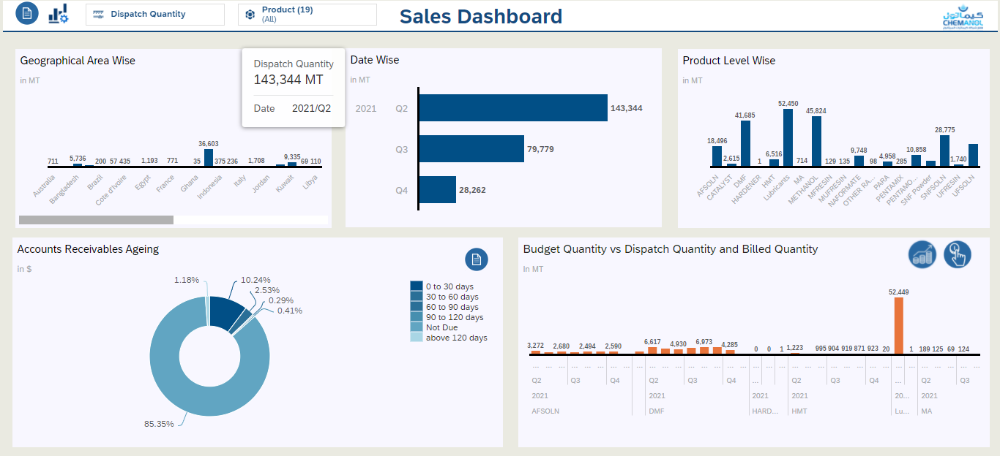 Dispatch Quantity
Product (19)
(All)
Sales Dashboard
كيمانول
CHEMANOL
Geographical Area Wise
in MT
711
5,736
200
57
435
1,193
771
35
36,603
375
236
1,708
9,335
69
110
Australia
Bangladesh
Brazil
Cote d'Ivoire
Egypt
France
Ghana
Indonesia
Italy
Jordan
Kuwait
Libya
Dispatch Quantity
143,344 MT
Date 2021/Q2
Date Wise
in MT
2021 Q2 143,344
Q3 79,779
Q4 28,262
Product Level Wise
in MT
18,496
2,615
41,685
1
6,516
52,450
714
45,824
129
135
9,748
98
4,958
285
10,858
28,775
1,740
AFSOLN
CATALYST
DMF
HARDENER
HMT
Lubricants
MA
METHANOL
MFRESIN
MUFRESIN
NAFORMATE
OTHER RA...
PARA
PENTAMIX
PENTAMO...
SNF Powder
SNFSOLN
UFRESIN
UFSOLN
Accounts Receivables Ageing
in $
1.18%
10.24%
2.53%
0.29%
0.41%
85.35%
0 to 30 days
30 to 60 days
60 to 90 days
90 to 120 days
Not Due
above 120 days
Budget Quantity vs Dispatch Quantity and Billed Quantity
In MT
3,272 2,680 2,494 2,590 6,617 4,930 6,973 4,285 0 0 1 1,223 995 904 919 871 923 20 52,449 1 189 125 69 124
... ... ... ... ... ... ... ... ... ... ... ... ... ... ... ... ... ... ... ... ... ... ... ... ... ... ... ... ... ... ... ... ... ... ...
Q2 Q3 Q4 Q2 Q3 Q4 ... Q2 Q3 Q4 ... Q2 Q3
2021 2021 2021 2021 20... 2021
AFSOLN DMF HARD... HMT Lu... MA